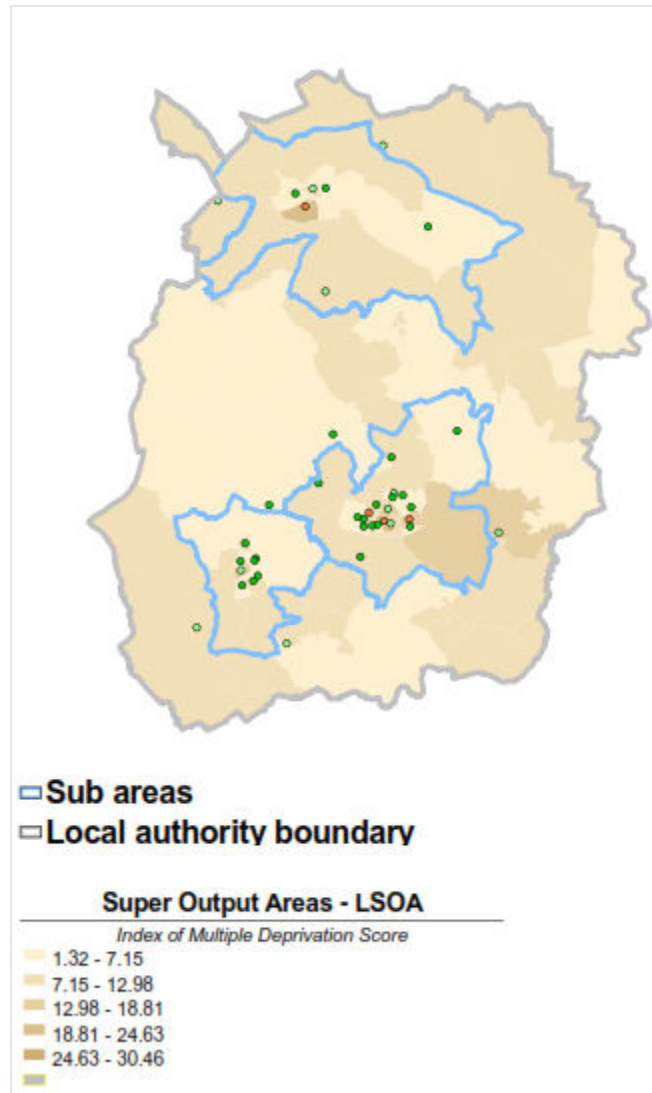 Sub areas
Local authority boundary
Super Output Areas - LSOA
Index of Multiple Deprivation Score
1.32 - 7.15
7.15 - 12.98
12.98 - 18.81
18.81 - 24.63
24.63 - 30.46